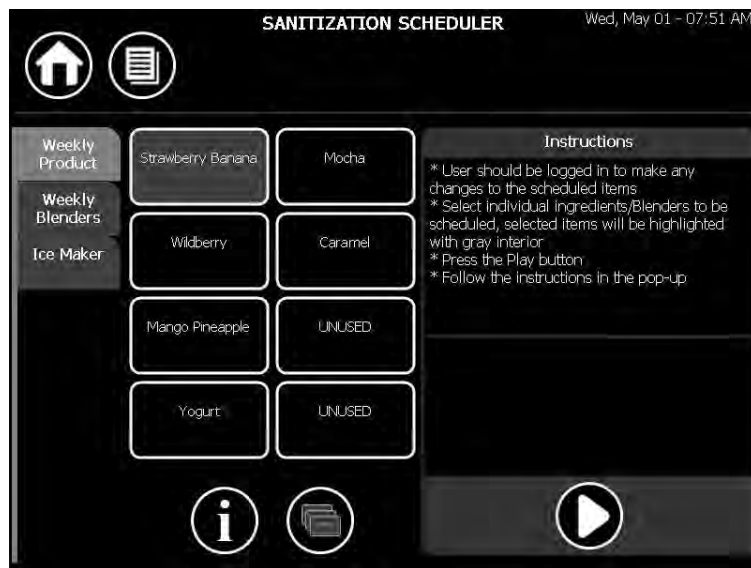 SANITIZATION SCHEDULER
Wed, May 01 - 07:51 AM
Weekly
Product
Weekly
Blenders
Ice Maker
Strawberry Banana
Mocha
Wildberry
Caramel
Mango Pineapple
UNUSED
Yogurt
UNUSED
Instructions
* User should be logged in to make any
changes to the scheduled items
* Select individual ingredients/Blenders to be
scheduled, selected items will be highlighted
with gray interior
* Press the Play button
* Follow the instructions in the pop-up
i